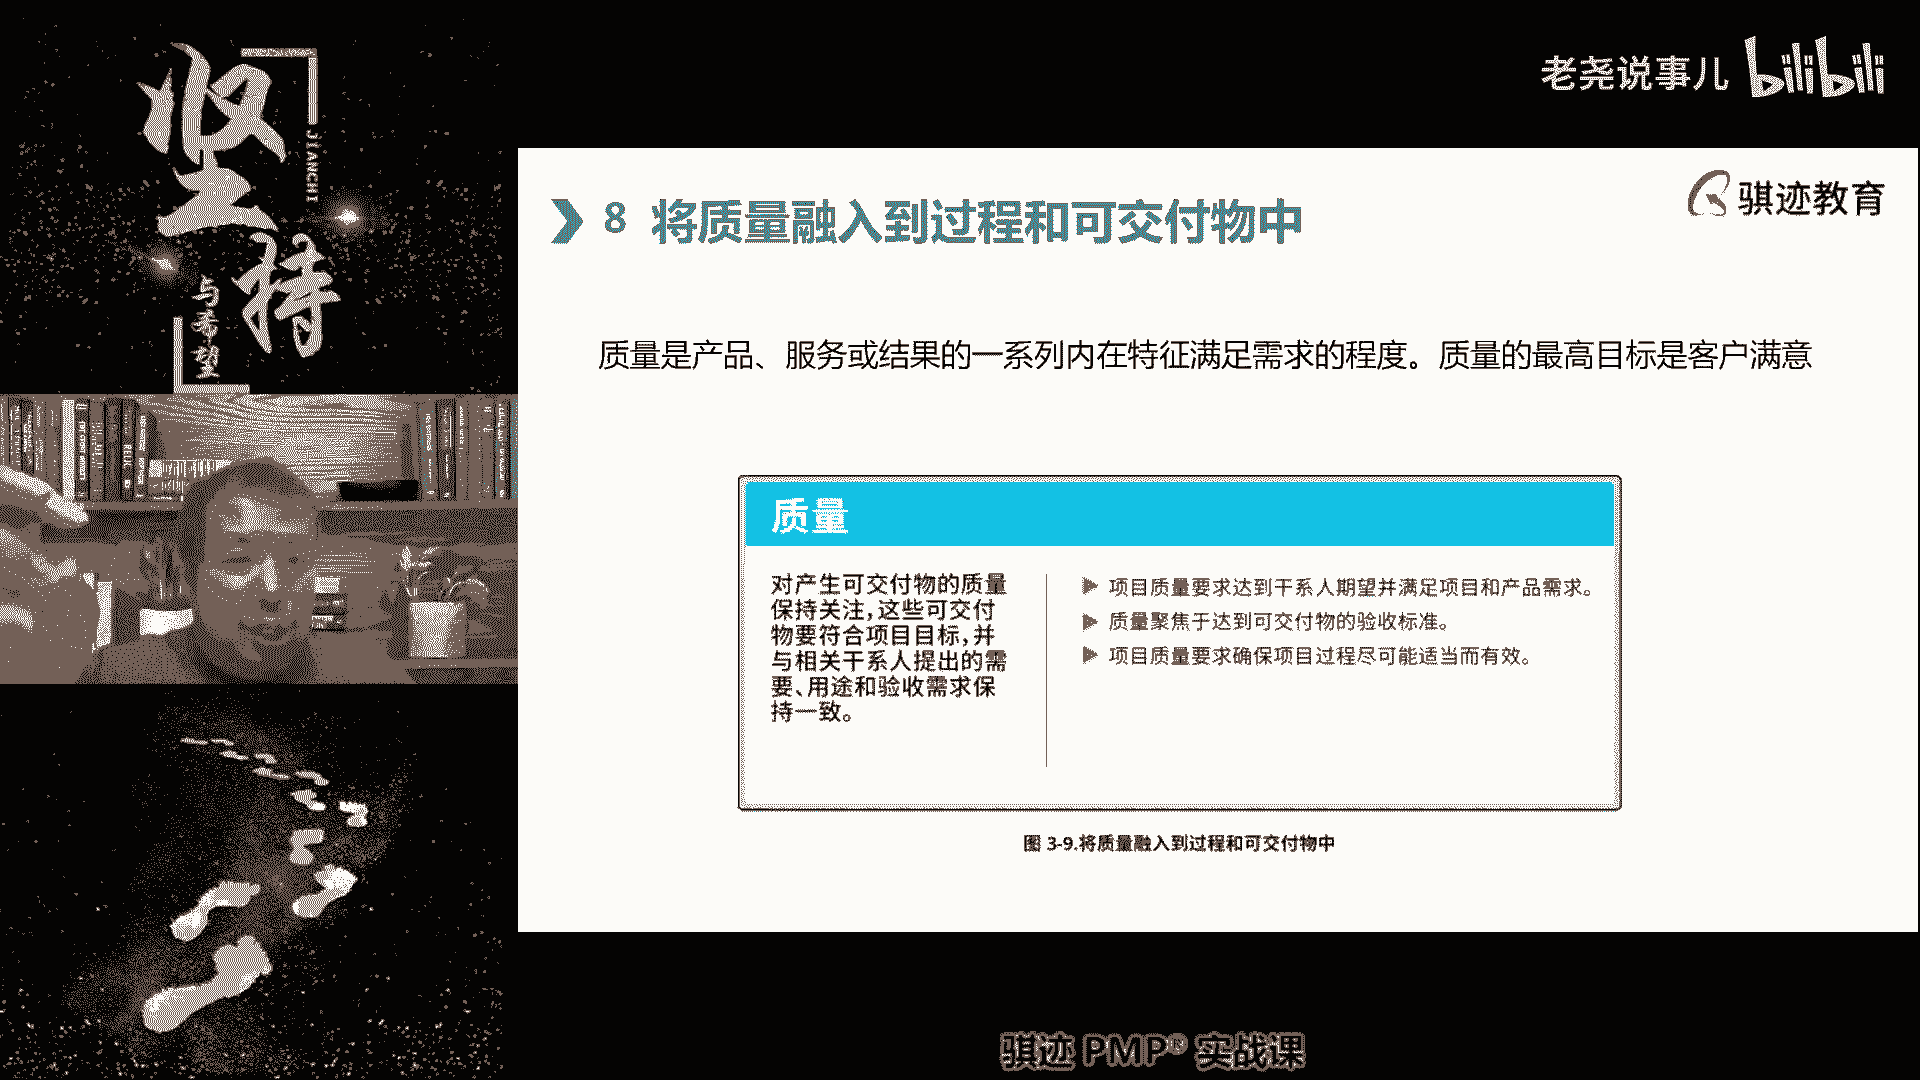 坚持
JIANCHI
与希望
老尧说事儿 bilibili
骐迹教育
8 将质量融入到过程和可交付物中
质量是产品、服务或结果的一系列内在特征满足需求的程度。质量的最高目标是客户满意
质量
对产生可交付物的质量
保持关注,这些可交付
物要符合项目目标,并
与相关干系人提出的需
要、用途和验收需求保
持一致。
项目质量要求达到干系人期望并满足项目和产品需求。
质量聚焦于达到可交付物的验收标准。
项目质量要求确保项目过程尽可能适当而有效。
图 3-9.将质量融入到过程和可交付物中
骐迹 PMP® 实战课